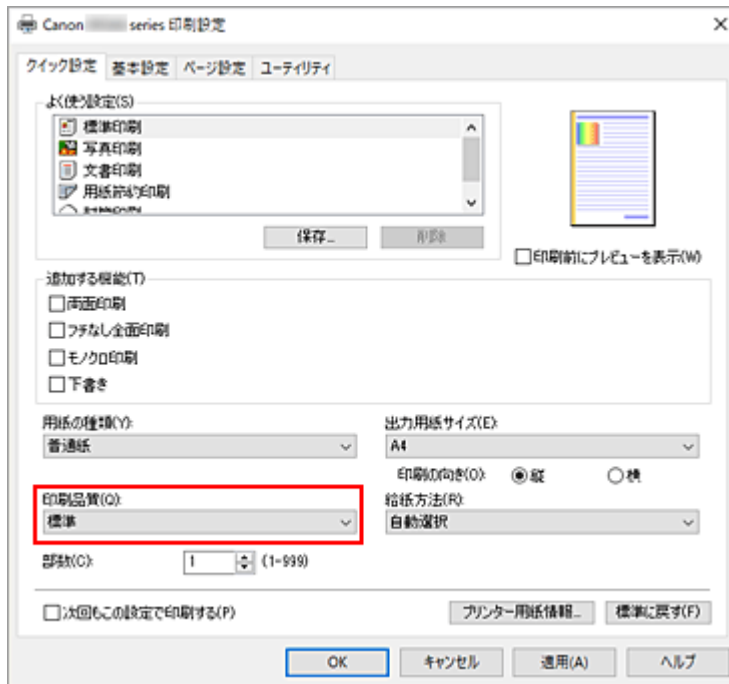 Canon series 印刷設定
クイック設定 基本設定 ページ設定 ユーティリティ
よく使う設定(S)
標準印刷
写真印刷
文書印刷
用紙節約印刷
保存...
削除
印刷前にプレビューを表示(W)
追加する機能(T)
両面印刷
フチなし全面印刷
モノクロ印刷
下書き
用紙の種類(Y):
普通紙
出力用紙サイズ(E):
A4
印刷の向き(O): 縦 横
印刷品質(Q):
標準
給紙方法(R):
自動選択
部数(C): 1 (1-999)
次回もこの設定で印刷する(P)
プリンター用紙情報... 標準に戻す(F)
OK キャンセル 適用(A) ヘルプ